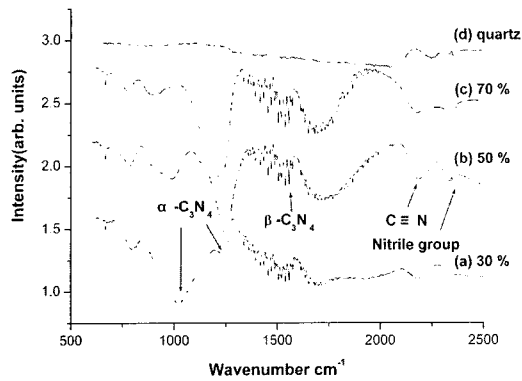 3.0
2.5
2.0
1.5
1.0
Intensity(arb. units)
(d) quartz
(c) 70 %
(b) 50 %
(a) 30 %
α -C₃N₄
β -C₃N₄
C ≡ N
Nitrile group
500
1000
1500
2000
2500
Wavenumber cm⁻¹